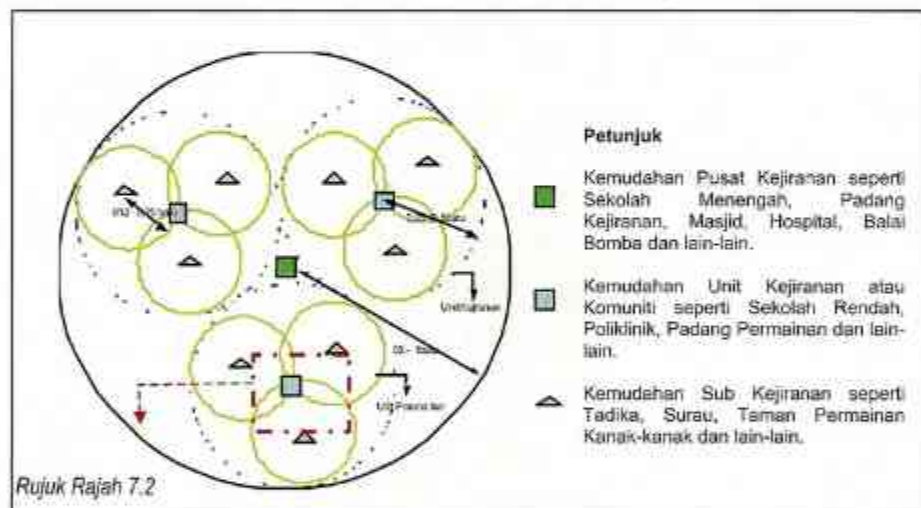 Petunjuk
Kemudahan Pusat Kejiranan seperti
Sekolah Menengah, Padang
Kejiranan, Masjid, Hospital, Balai
Bomba dan lain-lain.
Kemudahan Unit Kejiranan atau
Komuniti seperti Sekolah Rendah,
Poliklinik, Padang Permainan dan lain-
lain.
Kemudahan Sub Kejiranan seperti
Tadika, Surau, Taman Permainan
Kanak-kanak dan lain-lain.
Rujuk Rajah 7.2